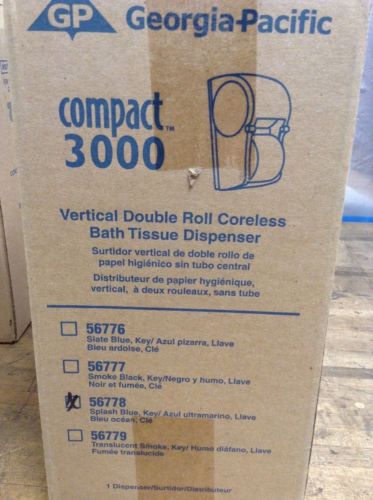 GP Georgia-Pacific
compact™
3000
Vertical Double Roll Coreless
Bath Tissue Dispenser
Surtidor vertical de doble rollo de
papel higiénico sin tubo central
Distributeur de papier hygiénique,
vertical, à deux rouleaux, sans tube
56776
Slate Blue, Key/ Azul pizarra, Llave
Bleu ardoise, Clé
56777
Smoke Black, Key/Negro y humo, Llave
Noir et fumée, Clé
56778
Splash Blue, Key/ Azul ultramarino, Llave
Bleu océan, Clé
56779
Translucent Smoke, Key/ Humo diáfano, Llave
Fumée translucide
1 Dispenser/Surtidor/Distributeur